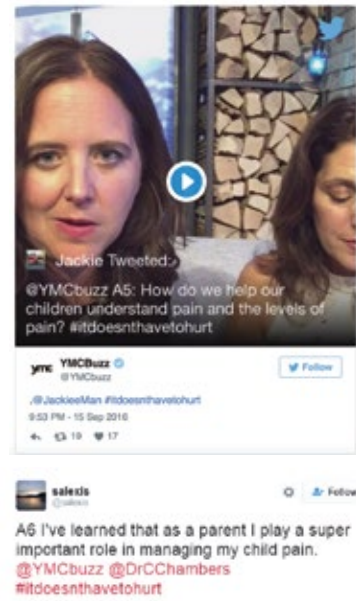 Jackie Tweeted:
@YMCbuzz A5: How do we help our
children understand pain and the levels of
pain? #itdoesnthavetohurt
ymc YMCBuzz
@YMCbuzz
Follow
.@JackieeMan #itdoesnthavetohurt
9:53 PM - 15 Sep 2016
19 17
salexis
@salexis
Follow
A6 I've learned that as a parent I play a super
important role in managing my child pain.
@YMCbuzz @DrCChambers
#itdoesnthavetohurt